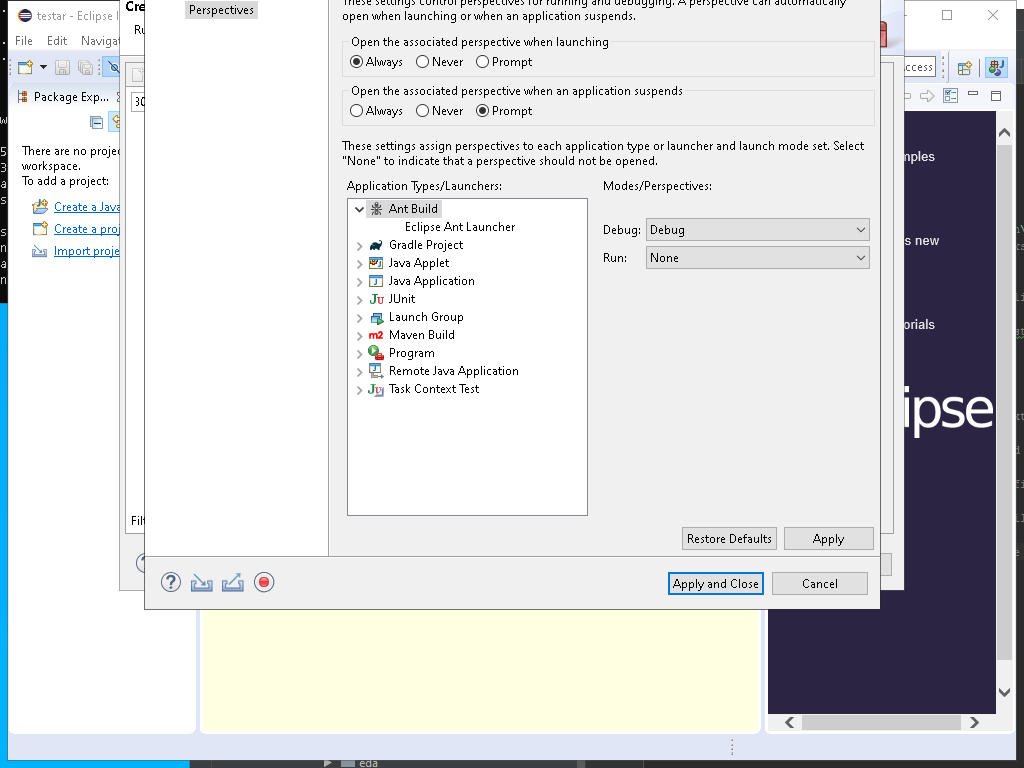 testar - Eclipse
File Edit Navigat
Package Exp...
There are no proje
workspace.
To add a project:
Create a Java
Create a proj
Import proje
Cre
Ru
30
Filt
Perspectives
These settings control perspectives for running and debugging. A perspective can automatically
open when launching or when an application suspends.
Open the associated perspective when launching
Always Never Prompt
Open the associated perspective when an application suspends
Always Never Prompt
These settings assign perspectives to each application type or launcher and launch mode set. Select
"None" to indicate that a perspective should not be opened.
Application Types/Launchers:
Modes/Perspectives:
Ant Build
Eclipse Ant Launcher
Gradle Project
Java Applet
Java Application
JUnit
Launch Group
Maven Build
Program
Remote Java Application
Task Context Test
Debug: Debug
Run: None
Restore Defaults Apply
Apply and Close Cancel
ccess
mples
s new
orials
ipse
eda